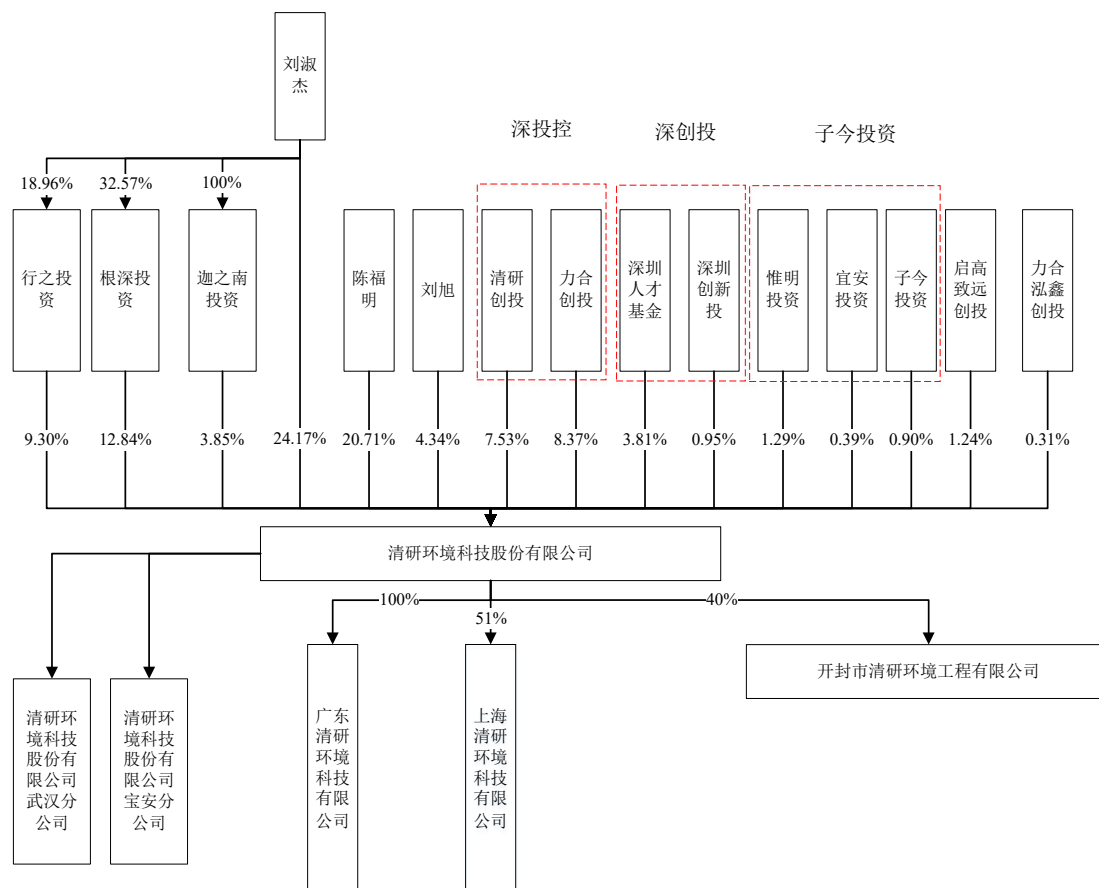 刘淑
杰
深投控
深创投
子今投资
18.96%
32.57%
100%
行之投
资
根深投
资
迦之南
投资
陈福
明
刘旭
清研
创投
力合
创投
深圳
人才
基金
深圳
创新
投
惟明
投资
宜安
投资
子今
投资
启高
致远
创投
力合
泓鑫
创投
9.30%
12.84%
3.85%
24.17%
20.71%
4.34%
7.53%
8.37%
3.81%
0.95%
1.29%
0.39%
0.90%
1.24%
0.31%
清研环境科技股份有限公司
100%
51%
40%
清研环
境科技
股份有
限公司
武汉分
公司
清研环
境科技
股份有
限公司
宝安分
公司
广东
清研
环境
科技
有限
公司
上海
清研
环境
科技
有限
公司
开封市清研环境工程有限公司